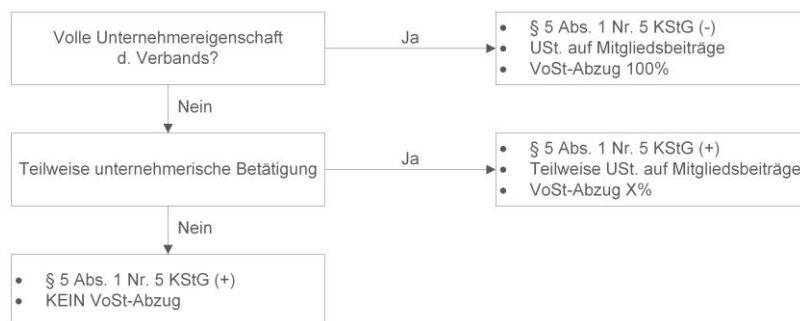 Volle Unternehmereigenschaft
d. Verbands?
Ja
• § 5 Abs. 1 Nr. 5 KStG (-)
• USt. auf Mitgliedsbeiträge
• VoSt-Abzug 100%
Nein
Teilweise unternehmerische Betätigung
Ja
• § 5 Abs. 1 Nr. 5 KStG (+)
• Teilweise USt. auf Mitgliedsbeiträge
• VoSt-Abzug X%
Nein
• § 5 Abs. 1 Nr. 5 KStG (+)
• KEIN VoSt-Abzug